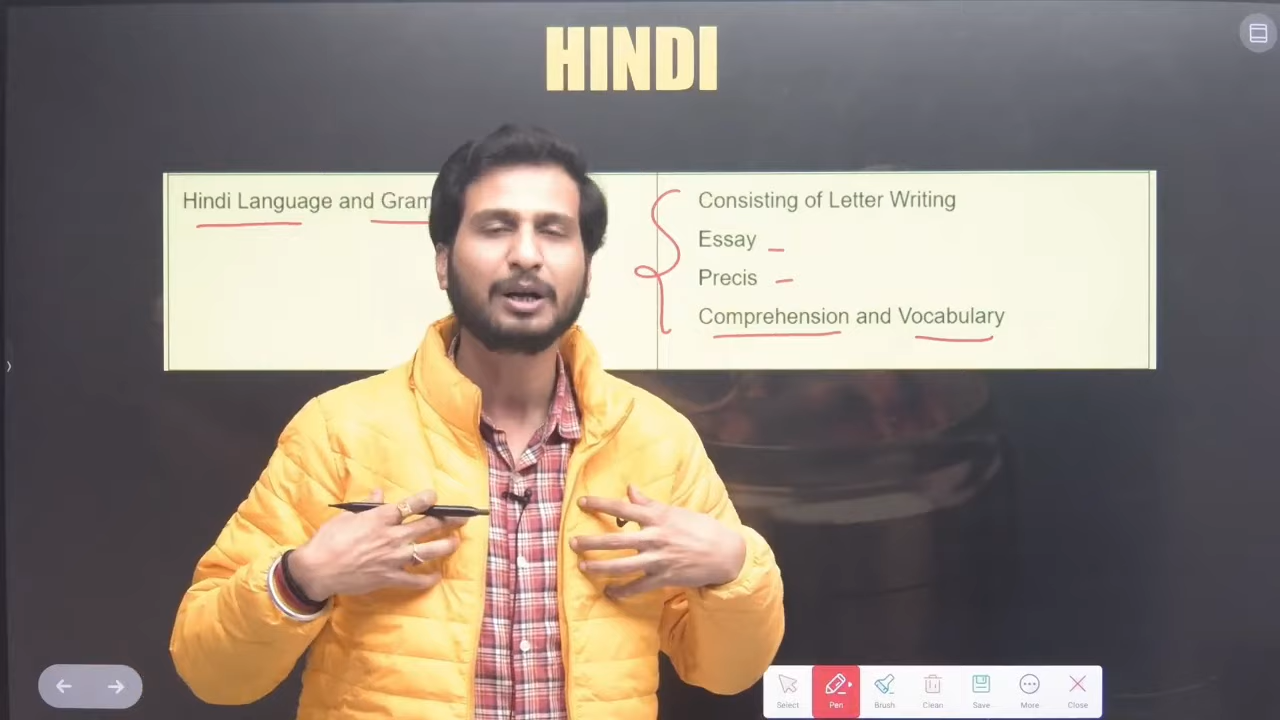 HINDI
Hindi Language and Gram
Consisting of Letter Writing
Essay
Precis
Comprehension and Vocabulary
Select
Pen
Brush
Clean
Save
More
Close